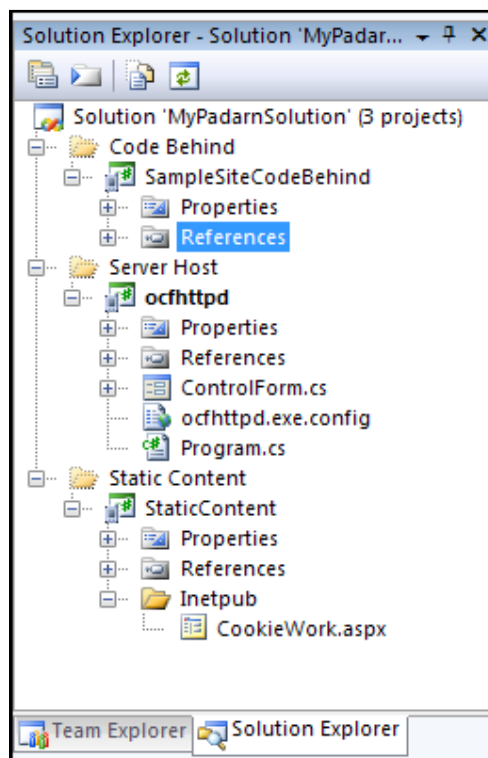 Solution Explorer - Solution 'MyPadar...
Solution 'MyPadarnSolution' (3 projects)
Code Behind
SampleSiteCodeBehind
Properties
References
Server Host
ocfhttpd
Properties
References
ControlForm.cs
ocfhttpd.exe.config
Program.cs
Static Content
StaticContent
Properties
References
Inetpub
CookieWork.aspx
Team Explorer Solution Explorer